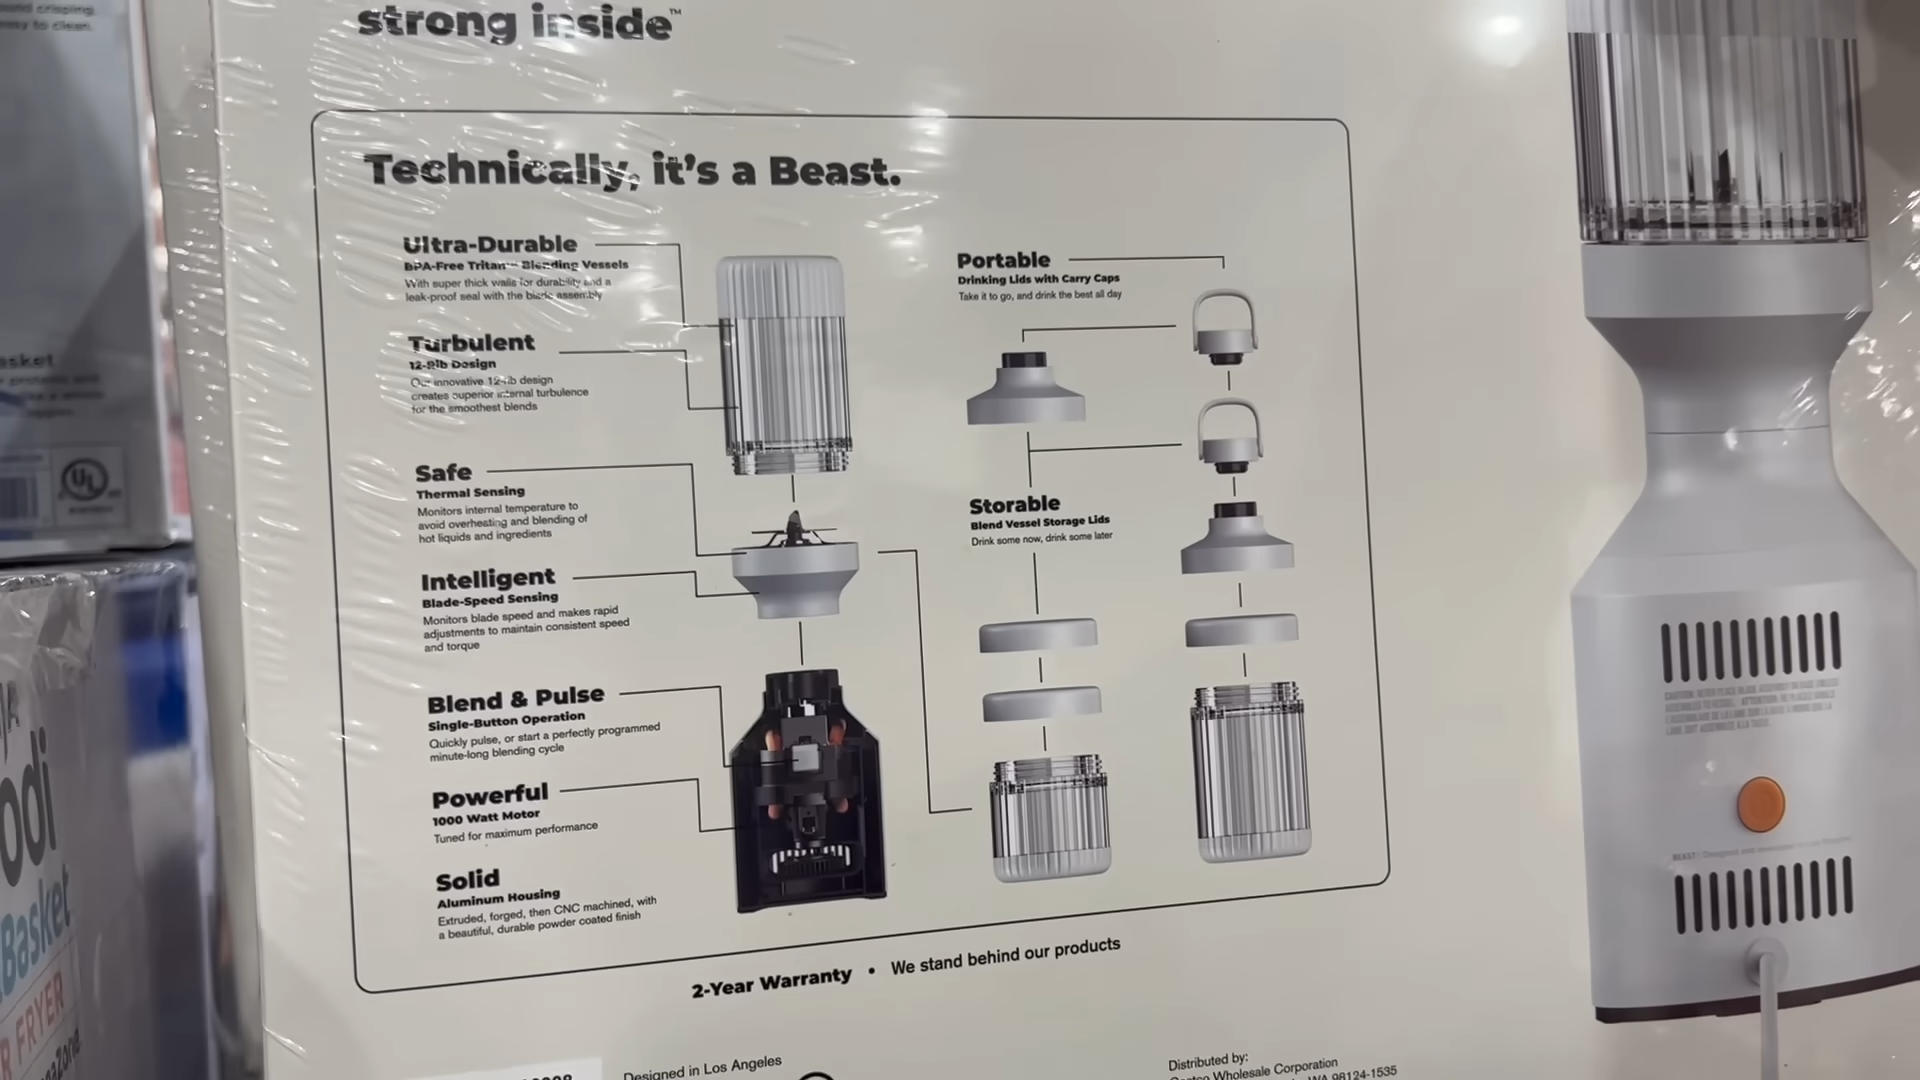 strong inside™
Technically, it's a Beast.
Ultra-Durable
BPA-Free Tritan™ Blending Vessels
With super thick walls for durability and a
leak-proof seal with the blade assembly
Turbulent
12-Rib Design
Our innovative 12-rib design
creates superior internal turbulence
for the smoothest blends
Safe
Thermal Sensing
Monitors internal temperature to
avoid overheating and blending of
hot liquids and ingredients
Intelligent
Blade-Speed Sensing
Monitors blade speed and makes rapid
adjustments to maintain consistent speed
and torque
Blend & Pulse
Single-Button Operation
Quickly pulse, or start a perfectly programmed
minute-long blending cycle
Powerful
1000 Watt Motor
Tuned for maximum performance
Solid
Aluminum Housing
Extruded, forged, then CNC machined, with
a beautiful, durable powder coated finish
Portable
Drinking Lids with Carry Caps
Take it to go, and drink the best all day
Storable
Blend Vessel Storage Lids
Drink some now, drink some later
2-Year Warranty • We stand behind our products
Designed in Los Angeles
Distributed by:
Wholesale Corporation
WA 98124-1535
easy to clean.
UL
odi
Basket
FRYER